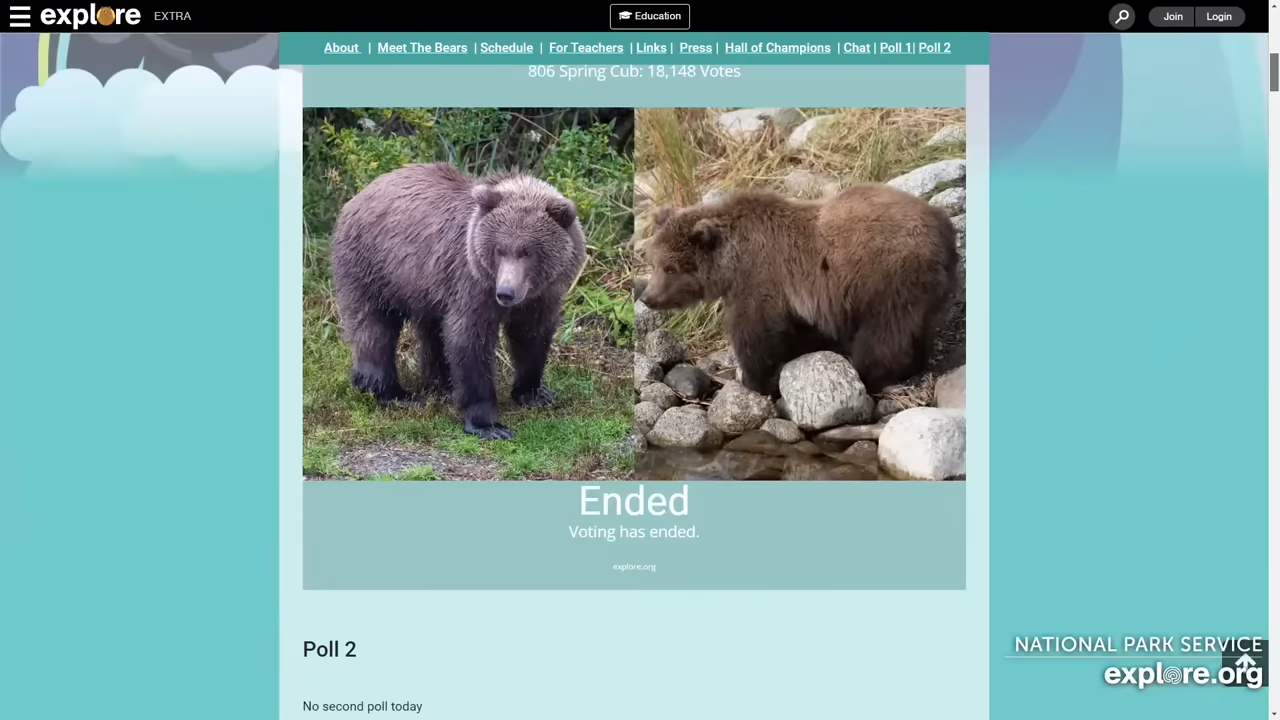 explore EXTRA Education Join Login
About | Meet The Bears | Schedule | For Teachers | Links | Press | Hall of Champions | Chat | Poll 1| Poll 2
806 Spring Cub: 18,148 Votes
Ended
Voting has ended.
explore.org
Poll 2
No second poll today
NATIONAL PARK SERVICE
explore.org